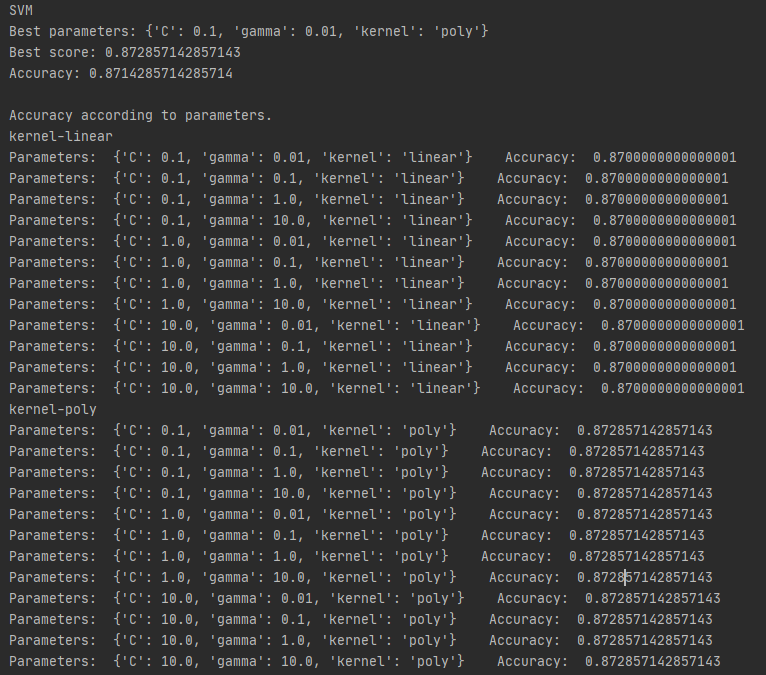 SVM
Best parameters: {'C': 0.1, 'gamma': 0.01, 'kernel': 'poly'}
Best score: 0.872857142857143
Accuracy: 0.8714285714285714
Accuracy according to parameters.
kernel-linear
Parameters:  {'C': 0.1, 'gamma': 0.01, 'kernel': 'linear'}    Accuracy:  0.8700000000000001
Parameters:  {'C': 0.1, 'gamma': 0.1, 'kernel': 'linear'}    Accuracy:  0.8700000000000001
Parameters:  {'C': 0.1, 'gamma': 1.0, 'kernel': 'linear'}    Accuracy:  0.8700000000000001
Parameters:  {'C': 0.1, 'gamma': 10.0, 'kernel': 'linear'}    Accuracy:  0.8700000000000001
Parameters:  {'C': 1.0, 'gamma': 0.01, 'kernel': 'linear'}    Accuracy:  0.8700000000000001
Parameters:  {'C': 1.0, 'gamma': 0.1, 'kernel': 'linear'}    Accuracy:  0.8700000000000001
Parameters:  {'C': 1.0, 'gamma': 1.0, 'kernel': 'linear'}    Accuracy:  0.8700000000000001
Parameters:  {'C': 1.0, 'gamma': 10.0, 'kernel': 'linear'}    Accuracy:  0.8700000000000001
Parameters:  {'C': 10.0, 'gamma': 0.01, 'kernel': 'linear'}    Accuracy:  0.8700000000000001
Parameters:  {'C': 10.0, 'gamma': 0.1, 'kernel': 'linear'}    Accuracy:  0.8700000000000001
Parameters:  {'C': 10.0, 'gamma': 1.0, 'kernel': 'linear'}    Accuracy:  0.8700000000000001
Parameters:  {'C': 10.0, 'gamma': 10.0, 'kernel': 'linear'}    Accuracy:  0.8700000000000001
kernel-poly
Parameters:  {'C': 0.1, 'gamma': 0.01, 'kernel': 'poly'}    Accuracy:  0.872857142857143
Parameters:  {'C': 0.1, 'gamma': 0.1, 'kernel': 'poly'}    Accuracy:  0.872857142857143
Parameters:  {'C': 0.1, 'gamma': 1.0, 'kernel': 'poly'}    Accuracy:  0.872857142857143
Parameters:  {'C': 0.1, 'gamma': 10.0, 'kernel': 'poly'}    Accuracy:  0.872857142857143
Parameters:  {'C': 1.0, 'gamma': 0.01, 'kernel': 'poly'}    Accuracy:  0.872857142857143
Parameters:  {'C': 1.0, 'gamma': 0.1, 'kernel': 'poly'}    Accuracy:  0.872857142857143
Parameters:  {'C': 1.0, 'gamma': 1.0, 'kernel': 'poly'}    Accuracy:  0.872857142857143
Parameters:  {'C': 1.0, 'gamma': 10.0, 'kernel': 'poly'}    Accuracy:  0.872857142857143
Parameters:  {'C': 10.0, 'gamma': 0.01, 'kernel': 'poly'}    Accuracy:  0.872857142857143
Parameters:  {'C': 10.0, 'gamma': 0.1, 'kernel': 'poly'}    Accuracy:  0.872857142857143
Parameters:  {'C': 10.0, 'gamma': 1.0, 'kernel': 'poly'}    Accuracy:  0.872857142857143
Parameters:  {'C': 10.0, 'gamma': 10.0, 'kernel': 'poly'}    Accuracy:  0.872857142857143